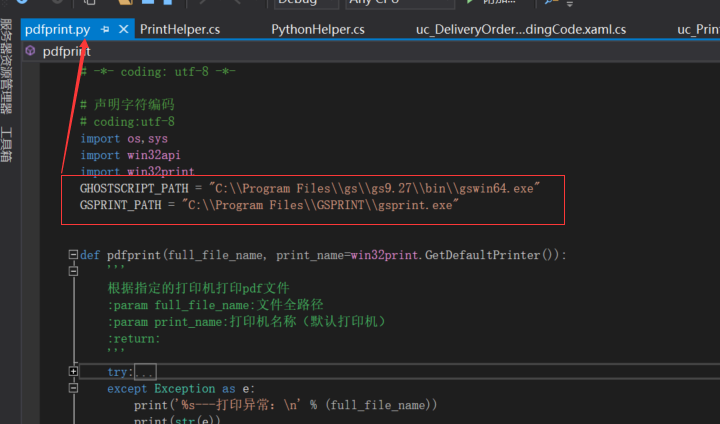 Debug
Any CPU
附加...
pdfprint.py
PrintHelper.cs
PythonHelper.cs
uc_DeliveryOrder...dingCode.xaml.cs
uc_Print
服务器资源管理器
工具箱
pdfprint
# -*- coding: utf-8 -*-
# 声明字符编码
# coding:utf-8
import os,sys
import win32api
import win32print
GHOSTSCRIPT_PATH = "C:\\Program Files\\gs\\gs9.27\\bin\\gswin64.exe"
GSPRINT_PATH = "C:\\Program Files\\GSPRINT\\gsprint.exe"
def pdfprint(full_file_name, print_name=win32print.GetDefaultPrinter()):
'''
根据指定的打印机打印pdf文件
:param full_file_name:文件全路径
:param print_name:打印机名称（默认打印机）
:return:
'''
try:...
except Exception as e:
print('%s---打印异常：\n' % (full_file_name))
print(str(e))